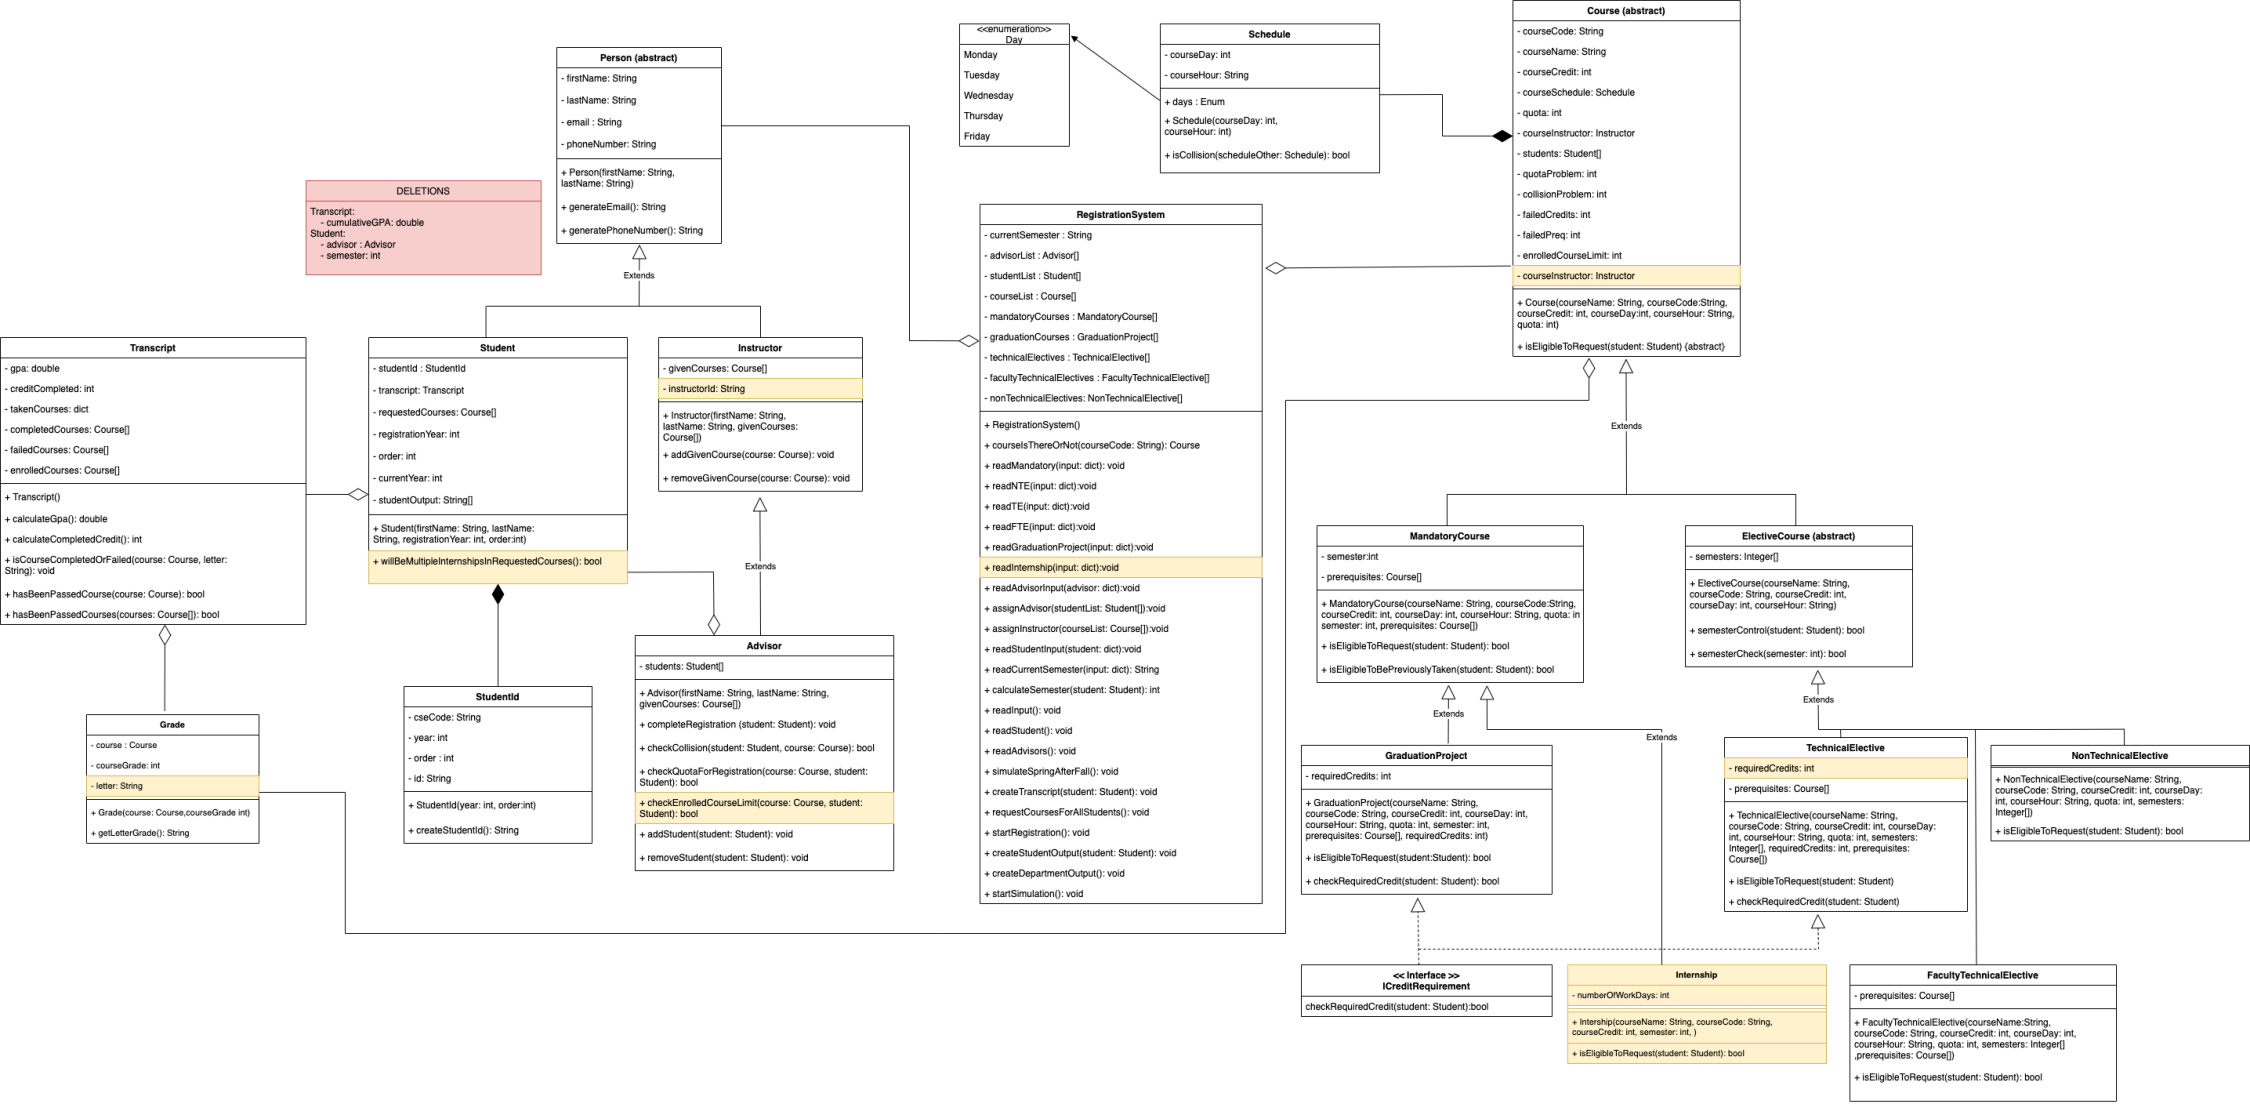 <<enumeration>>
Day
Monday
Tuesday
Wednesday
Thursday
Friday
Schedule
- courseDay: int
- courseHour: String
+ days : Enum
+ Schedule(courseDay: int,
courseHour: int)
+ isCollision(scheduleOther: Schedule): bool
Course (abstract)
- courseCode: String
- courseName: String
- courseCredit: int
- courseSchedule: Schedule
- quota: int
- courseInstructor: Instructor
- students: Student[]
- quotaProblem: int
- collisionProblem: int
- failedCredits: int
- failedPreq: int
- enrolledCourseLimit: int
- courseInstructor: Instructor
+ Course(courseName: String, courseCode:String,
courseCredit: int, courseDay:int, courseHour: String,
quota: int)
+ isEligibleToRequest(student: Student) {abstract}
Person (abstract)
- firstName: String
- lastName: String
- email : String
- phoneNumber: String
+ Person(firstName: String,
lastName: String)
+ generateEmail(): String
+ generatePhoneNumber(): String
DELETIONS
Transcript:
- cumulativeGPA: double
Student:
- advisor : Advisor
- semester: int
Extends
RegistrationSystem
- currentSemester : String
- advisorList : Advisor[]
- studentList : Student[]
- courseList : Course[]
- mandatoryCourses : MandatoryCourse[]
- graduationCourses : GraduationProject[]
- technicalElectives : TechnicalElective[]
- facultyTechnicalElectives : FacultyTechnicalElective[]
- nonTechnicalElectives: NonTechnicalElective[]
+ RegistrationSystem()
+ courseIsThereOrNot(courseCode: String): Course
+ readMandatory(input: dict): void
+ readNTE(input: dict):void
+ readTE(input: dict):void
+ readFTE(input: dict):void
+ readGraduationProject(input: dict):void
+ readInternship(input: dict):void
+ readAdvisorInput(advisor: dict):void
+ assignAdvisor(studentList: Student[]):void
+ assignInstructor(courseList: Course[]):void
+ readStudentInput(student: dict):void
+ readCurrentSemester(input: dict): String
+ calculateSemester(student: Student): int
+ readInput(): void
+ readStudent(): void
+ readAdvisors(): void
+ simulateSpringAfterFall(): void
+ createTranscript(student: Student): void
+ requestCoursesForAllStudents(): void
+ startRegistration(): void
+ createStudentOutput(student: Student): void
+ createDepartmentOutput(): void
+ startSimulation(): void
Transcript
- gpa: double
- creditCompleted: int
- takenCourses: dict
- completedCourses: Course[]
- failedCourses: Course[]
- enrolledCourses: Course[]
+ Transcript()
+ calculateGpa(): double
+ calculateCompletedCredit(): int
+ isCourseCompletedOrFailed(course: Course, letter:
String): void
+ hasBeenPassedCourse(course: Course): bool
+ hasBeenPassedCourses(courses: Course[]): bool
Student
- studentId : StudentId
- transcript: Transcript
- requestedCourses: Course[]
- registrationYear: int
- order: int
- currentYear: int
- studentOutput: String[]
+ Student(firstName: String, lastName:
String, registrationYear: int, order:int)
+ willBeMultipleInternshipsInRequestedCourses(): bool
Instructor
- givenCourses: Course[]
- instructorId: String
+ Instructor(firstName: String,
lastName: String, givenCourses:
Course[])
+ addGivenCourse(course: Course): void
+ removeGivenCourse(course: Course): void
Extends
Extends
MandatoryCourse
- semester:int
- prerequisites: Course[]
+ MandatoryCourse(courseName: String, courseCode:String,
courseCredit: int, courseDay: int, courseHour: String, quota: in
semester: int, prerequisites: Course[])
+ isEligibleToRequest(student: Student): bool
+ isEligibleToBePreviouslyTaken(student: Student): bool
ElectiveCourse (abstract)
- semesters: Integer[]
+ ElectiveCourse(courseName: String,
courseCode: String, courseCredit: int,
courseDay: int, courseHour: String)
+ semesterControl(student: Student): bool
+ semesterCheck(semester: int): bool
Advisor
- students: Student[]
+ Advisor(firstName: String, lastName: String,
givenCourses: Course[])
+ completeRegistration (student: Student): void
+ checkCollision(student: Student, course: Course): bool
+ checkQuotaForRegistration(course: Course, student:
Student): bool
+ checkEnrolledCourseLimit(course: Course, student:
Student): bool
+ addStudent(student: Student): void
+ removeStudent(student: Student): void
StudentId
- cseCode: String
- year: int
- order : int
- id: String
+ StudentId(year: int, order:int)
+ createStudentId(): String
Grade
- course : Course
- courseGrade: int
- letter: String
+ Grade(course: Course,courseGrade int)
+ getLetterGrade(): String
Extends
Extends
Extends
GraduationProject
- requiredCredits: int
+ GraduationProject(courseName: String,
courseCode: String, courseCredit: int, courseDay: int,
courseHour: String, quota: int, semester: int,
prerequisites: Course[], requiredCredits: int)
+ isEligibleToRequest(student:Student): bool
+ checkRequiredCredit(student: Student): bool
TechnicalElective
- requiredCredits: int
- prerequisites: Course[]
+ TechnicalElective(courseName: String,
courseCode: String, courseCredit: int, courseDay:
int, courseHour: String, quota: int, semesters:
Integer[], requiredCredits: int, prerequisites:
Course[])
+ isEligibleToRequest(student: Student)
+ checkRequiredCredit(student: Student)
NonTechnicalElective
+ NonTechnicalElective(courseName: String,
courseCode: String, courseCredit: int, courseDay:
int, courseHour: String, quota: int, semesters:
Integer[])
+ isEligibleToRequest(student: Student): bool
<< Interface >>
ICreditRequirement
checkRequiredCredit(student: Student):bool
Internship
- numberOfWorkDays: int
+ Intership(courseName: String, courseCode: String,
courseCredit: int, semester: int, )
+ isEligibleToRequest(student: Student): bool
FacultyTechnicalElective
- prerequisites: Course[]
+ FacultyTechnicalElective(courseName:String,
courseCode: String, courseCredit: int, courseDay: int,
courseHour: String, quota: int, semesters: Integer[]
,prerequisites: Course[])
+ isEligibleToRequest(student: Student): bool